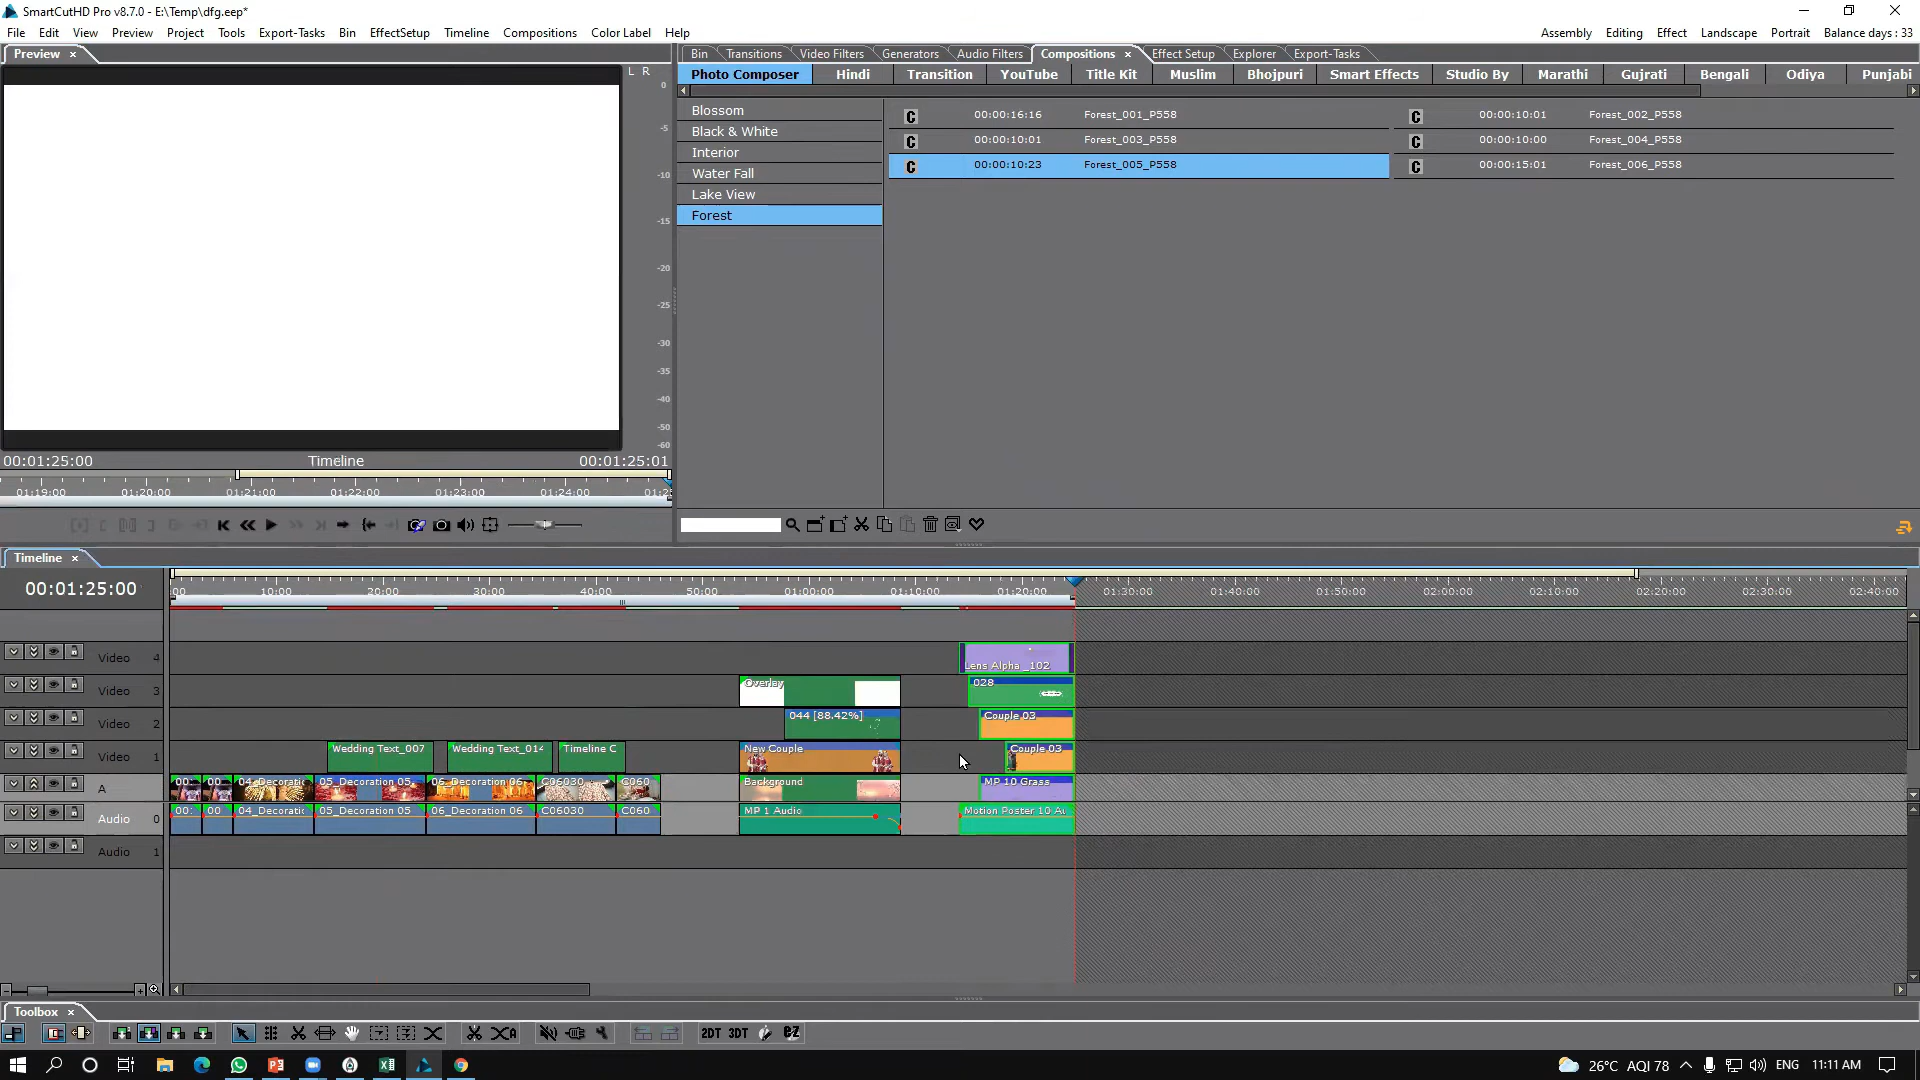 SmartCutHD Pro v8.7.0 - E:\Temp\dfg.eep*
File Edit View Preview Project Tools Export-Tasks Bin EffectSetup Timeline Compositions Color Label Help
Assembly Editing Effect Landscape Portrait Balance days : 33
Preview
Bin Transitions Video Filters Generators Audio Filters Compositions Effect Setup Explorer Export-Tasks
L R
Photo Composer Hindi Transition YouTube Title Kit Muslim Bhojpuri Smart Effects Studio By Marathi Gujrati Bengali Odiya Punjabi
0
-5
-10
-15
-20
-25
-30
-35
-40
-50
-60
Blossom
Black & White
Interior
Water Fall
Lake View
Forest
C 00:00:16:16 Forest_001_P558
C 00:00:10:01 Forest_002_P558
C 00:00:10:01 Forest_003_P558
C 00:00:10:00 Forest_004_P558
C 00:00:10:23 Forest_005_P558
C 00:00:15:01 Forest_006_P558
00:01:25:00 Timeline 00:01:25:01
01:19:00 01:20:00 01:21:00 01:22:00 01:23:00 01:24:00 01:2
Timeline
00:01:25:00
:00 10:00 20:00 30:00 40:00 50:00 01:00:00 01:10:00 01:20:00 01:30:00 01:40:00 01:50:00 02:00:00 02:10:00 02:20:00 02:30:00 02:40:00
Video 4
Lens Alpha _102
Video 3
Overlay 028
Video 2
044 [88.42%] Couple 03
Video 1
Wedding Text_007 Wedding Text_014 Timeline C New Couple Couple 03
A
00: 00 04_Decoratio 05_Decoration 05 06_Decoration 06 C06030 C060 Background MP 10 Grass
Audio 0
00: 00 04_Decoratio 05_Decoration 05 06_Decoration 06 C06030 C060 MP 1 Audio Motion Poster 10 Au
Audio 1
Toolbox
2DT 3DT eZ
26°C AQI 78 ENG 11:11 AM